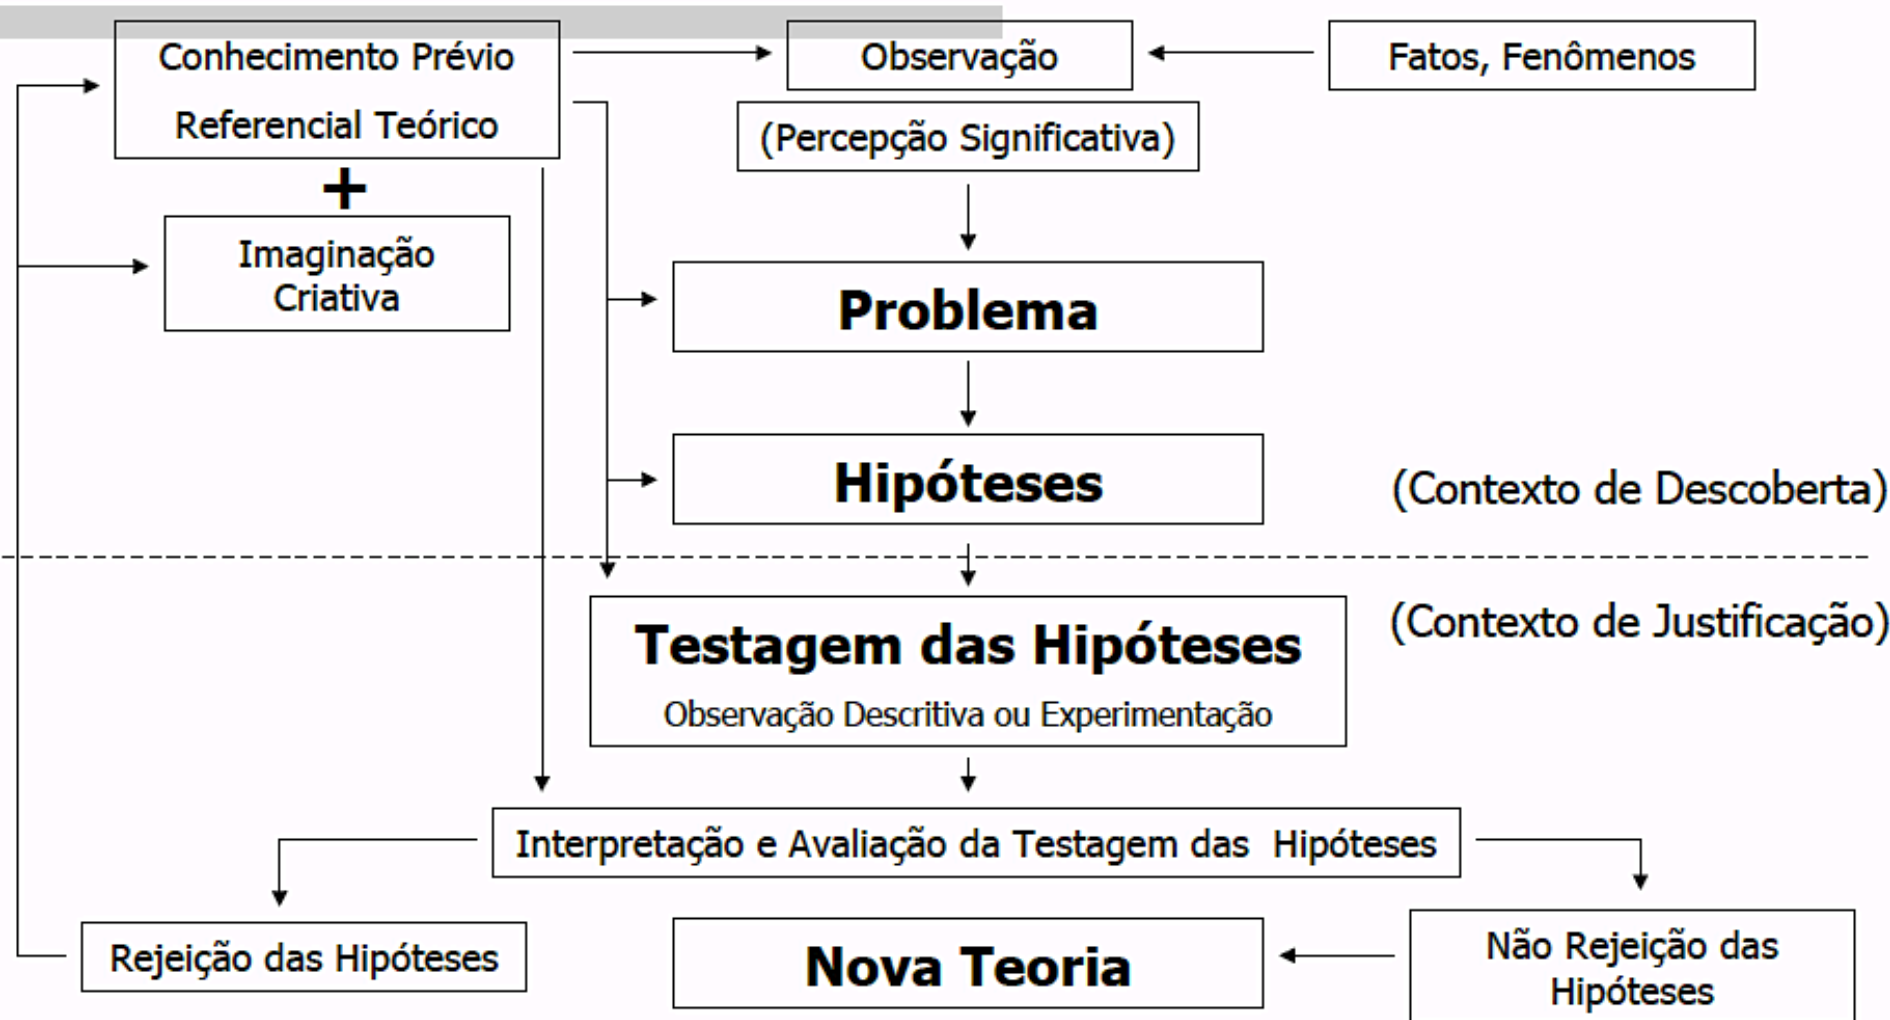 Conhecimento Prévio
Referencial Teórico
+
Imaginação
Criativa
Observação
(Percepção Significativa)
Fatos, Fenômenos
Problema
Hipóteses
(Contexto de Descoberta)
(Contexto de Justificação)
Testagem das Hipóteses
Observação Descritiva ou Experimentação
Interpretação e Avaliação da Testagem das Hipóteses
Rejeição das Hipóteses
Nova Teoria
Não Rejeição das
Hipóteses